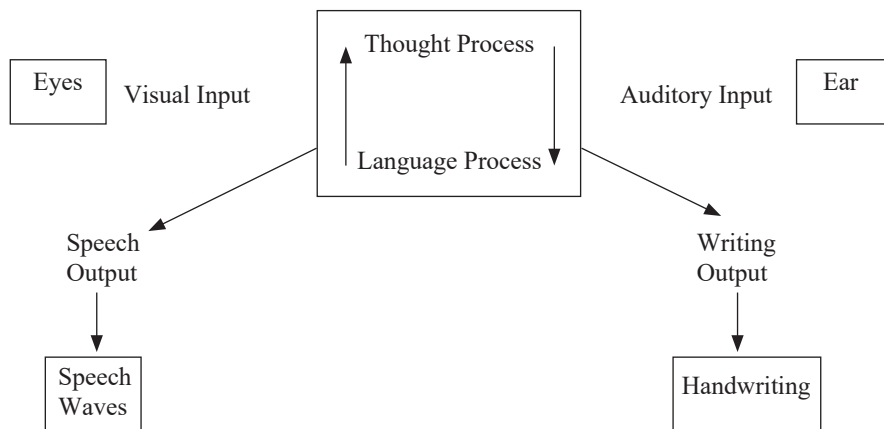 Thought Process
Eyes
Visual Input
Auditory Input
Ear
Language Process
Speech
Output
Writing
Output
Speech
Waves
Handwriting